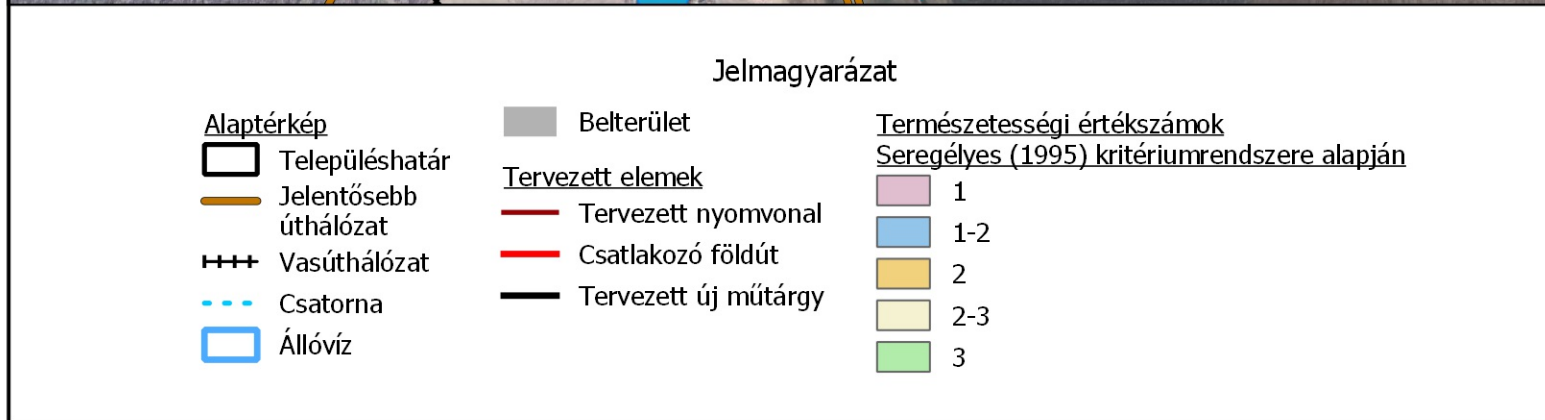 Jelmagyarázat
Alaptérkép
Településhatár
Jelentősebb
úthálózat
Vasúthálózat
Csatorna
Állóvíz
Belterület
Tervezett elemek
Tervezett nyomvonal
Csatlakozó földút
Tervezett új műtárgy
Természetességi értékszámok
Seregélyes (1995) kritériumrendszere alapján
1
1-2
2
2-3
3